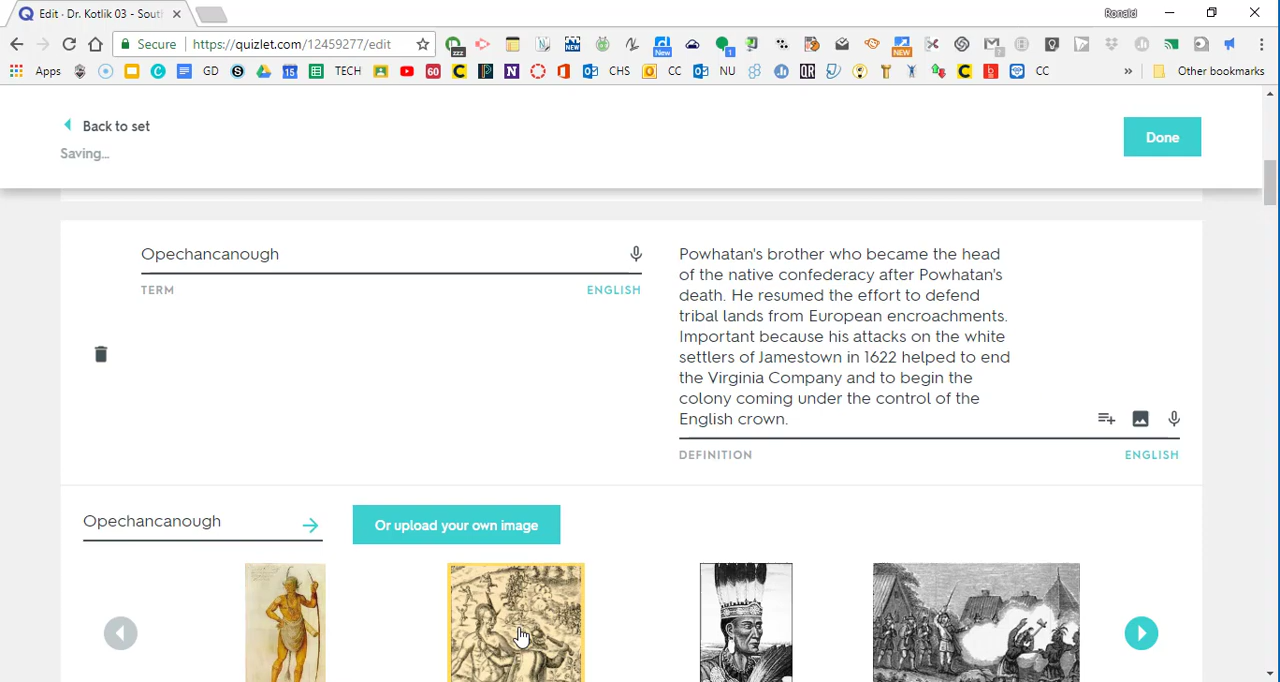 Edit - Dr. Kotlik 03 - South
Ronald
Secure
https://quizlet.com/12459277/edit
Apps
GD
15
TECH
60
CHS
CC
NU
CC
Other bookmarks
Back to set
Saving...
Done
Opechancanough
TERM
ENGLISH
Powhatan's brother who became the head
of the native confederacy after Powhatan's
death. He resumed the effort to defend
tribal lands from European encroachments.
Important because his attacks on the white
settlers of Jamestown in 1622 helped to end
the Virginia Company and to begin the
colony coming under the control of the
English crown.
DEFINITION
ENGLISH
Opechancanough
Or upload your own image